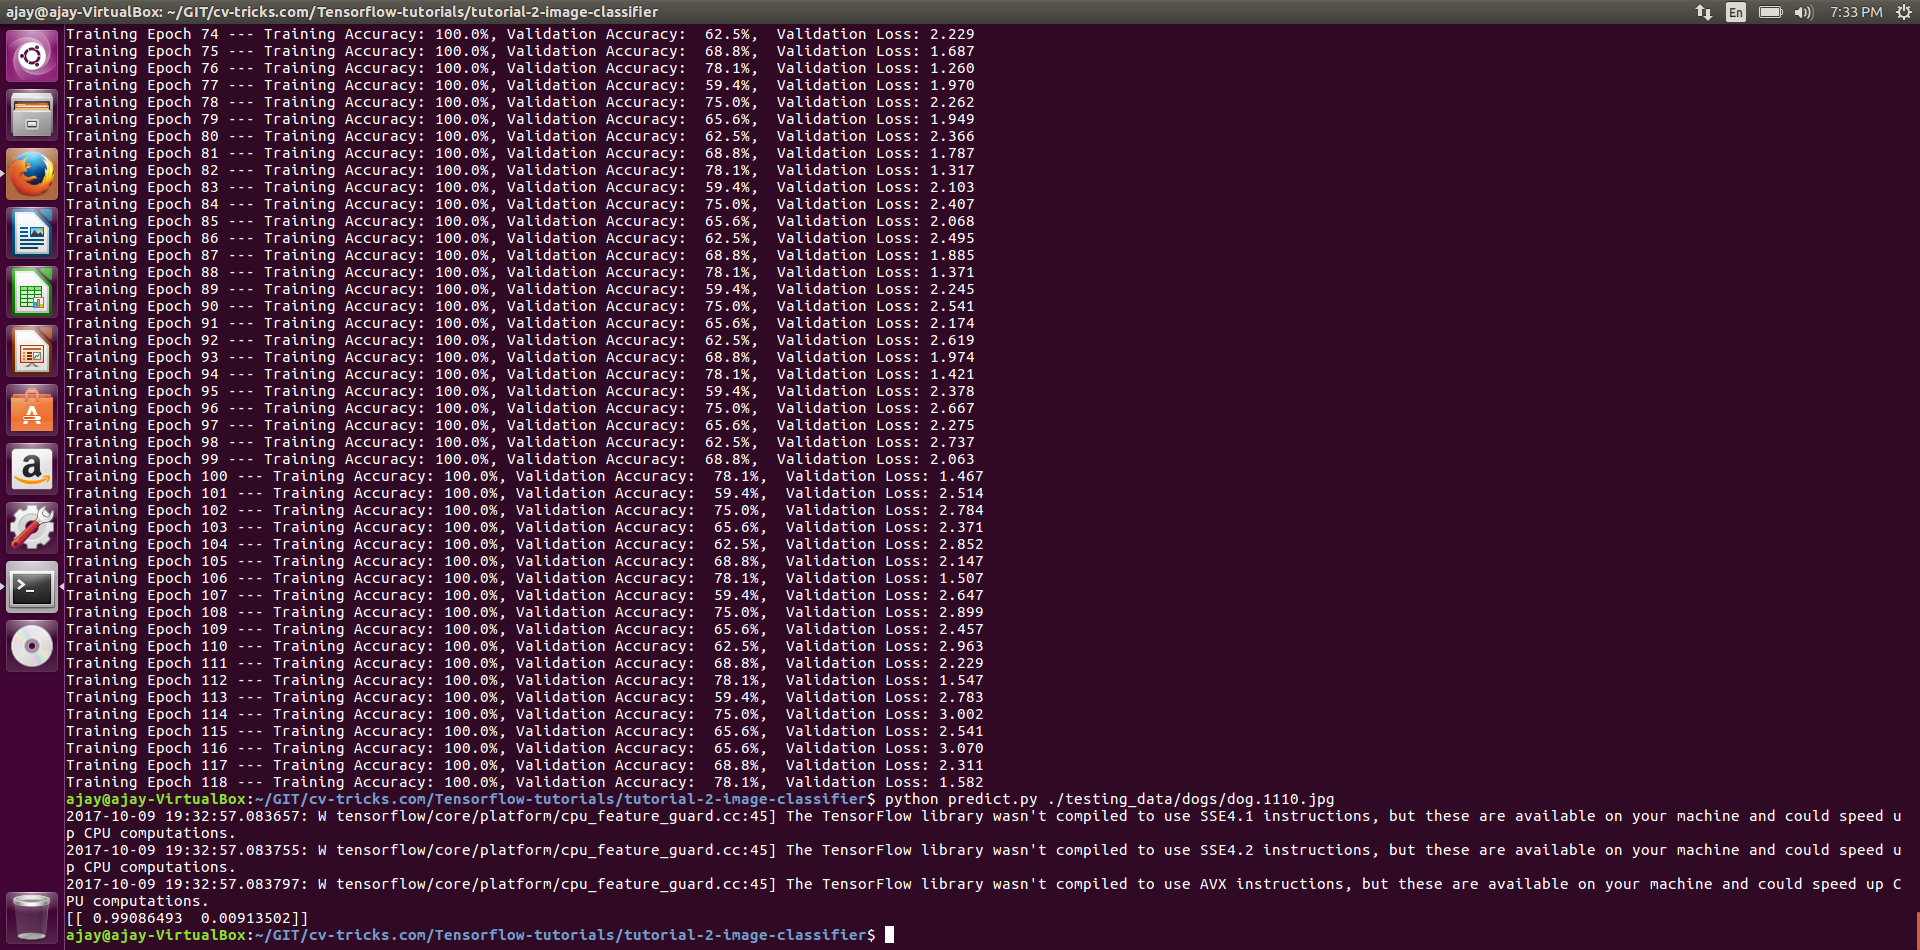 ajay@ajay-VirtualBox: ~/GIT/cv-tricks.com/Tensorflow-tutorials/tutorial-2-image-classifier
En
7:33 PM
Training Epoch 74 --- Training Accuracy: 100.0%, Validation Accuracy:  62.5%,  Validation Loss: 2.229
Training Epoch 75 --- Training Accuracy: 100.0%, Validation Accuracy:  68.8%,  Validation Loss: 1.687
Training Epoch 76 --- Training Accuracy: 100.0%, Validation Accuracy:  78.1%,  Validation Loss: 1.260
Training Epoch 77 --- Training Accuracy: 100.0%, Validation Accuracy:  59.4%,  Validation Loss: 1.970
Training Epoch 78 --- Training Accuracy: 100.0%, Validation Accuracy:  75.0%,  Validation Loss: 2.262
Training Epoch 79 --- Training Accuracy: 100.0%, Validation Accuracy:  65.6%,  Validation Loss: 1.949
Training Epoch 80 --- Training Accuracy: 100.0%, Validation Accuracy:  62.5%,  Validation Loss: 2.366
Training Epoch 81 --- Training Accuracy: 100.0%, Validation Accuracy:  68.8%,  Validation Loss: 1.787
Training Epoch 82 --- Training Accuracy: 100.0%, Validation Accuracy:  78.1%,  Validation Loss: 1.317
Training Epoch 83 --- Training Accuracy: 100.0%, Validation Accuracy:  59.4%,  Validation Loss: 2.103
Training Epoch 84 --- Training Accuracy: 100.0%, Validation Accuracy:  75.0%,  Validation Loss: 2.407
Training Epoch 85 --- Training Accuracy: 100.0%, Validation Accuracy:  65.6%,  Validation Loss: 2.068
Training Epoch 86 --- Training Accuracy: 100.0%, Validation Accuracy:  62.5%,  Validation Loss: 2.495
Training Epoch 87 --- Training Accuracy: 100.0%, Validation Accuracy:  68.8%,  Validation Loss: 1.885
Training Epoch 88 --- Training Accuracy: 100.0%, Validation Accuracy:  78.1%,  Validation Loss: 1.371
Training Epoch 89 --- Training Accuracy: 100.0%, Validation Accuracy:  59.4%,  Validation Loss: 2.245
Training Epoch 90 --- Training Accuracy: 100.0%, Validation Accuracy:  75.0%,  Validation Loss: 2.541
Training Epoch 91 --- Training Accuracy: 100.0%, Validation Accuracy:  65.6%,  Validation Loss: 2.174
Training Epoch 92 --- Training Accuracy: 100.0%, Validation Accuracy:  62.5%,  Validation Loss: 2.619
Training Epoch 93 --- Training Accuracy: 100.0%, Validation Accuracy:  68.8%,  Validation Loss: 1.974
Training Epoch 94 --- Training Accuracy: 100.0%, Validation Accuracy:  78.1%,  Validation Loss: 1.421
Training Epoch 95 --- Training Accuracy: 100.0%, Validation Accuracy:  59.4%,  Validation Loss: 2.378
Training Epoch 96 --- Training Accuracy: 100.0%, Validation Accuracy:  75.0%,  Validation Loss: 2.667
Training Epoch 97 --- Training Accuracy: 100.0%, Validation Accuracy:  65.6%,  Validation Loss: 2.275
Training Epoch 98 --- Training Accuracy: 100.0%, Validation Accuracy:  62.5%,  Validation Loss: 2.737
Training Epoch 99 --- Training Accuracy: 100.0%, Validation Accuracy:  68.8%,  Validation Loss: 2.063
Training Epoch 100 --- Training Accuracy: 100.0%, Validation Accuracy:  78.1%,  Validation Loss: 1.467
Training Epoch 101 --- Training Accuracy: 100.0%, Validation Accuracy:  59.4%,  Validation Loss: 2.514
Training Epoch 102 --- Training Accuracy: 100.0%, Validation Accuracy:  75.0%,  Validation Loss: 2.784
Training Epoch 103 --- Training Accuracy: 100.0%, Validation Accuracy:  65.6%,  Validation Loss: 2.371
Training Epoch 104 --- Training Accuracy: 100.0%, Validation Accuracy:  62.5%,  Validation Loss: 2.852
Training Epoch 105 --- Training Accuracy: 100.0%, Validation Accuracy:  68.8%,  Validation Loss: 2.147
Training Epoch 106 --- Training Accuracy: 100.0%, Validation Accuracy:  78.1%,  Validation Loss: 1.507
Training Epoch 107 --- Training Accuracy: 100.0%, Validation Accuracy:  59.4%,  Validation Loss: 2.647
Training Epoch 108 --- Training Accuracy: 100.0%, Validation Accuracy:  75.0%,  Validation Loss: 2.899
Training Epoch 109 --- Training Accuracy: 100.0%, Validation Accuracy:  65.6%,  Validation Loss: 2.457
Training Epoch 110 --- Training Accuracy: 100.0%, Validation Accuracy:  62.5%,  Validation Loss: 2.963
Training Epoch 111 --- Training Accuracy: 100.0%, Validation Accuracy:  68.8%,  Validation Loss: 2.229
Training Epoch 112 --- Training Accuracy: 100.0%, Validation Accuracy:  78.1%,  Validation Loss: 1.547
Training Epoch 113 --- Training Accuracy: 100.0%, Validation Accuracy:  59.4%,  Validation Loss: 2.783
Training Epoch 114 --- Training Accuracy: 100.0%, Validation Accuracy:  75.0%,  Validation Loss: 3.002
Training Epoch 115 --- Training Accuracy: 100.0%, Validation Accuracy:  65.6%,  Validation Loss: 2.541
Training Epoch 116 --- Training Accuracy: 100.0%, Validation Accuracy:  65.6%,  Validation Loss: 3.070
Training Epoch 117 --- Training Accuracy: 100.0%, Validation Accuracy:  68.8%,  Validation Loss: 2.311
Training Epoch 118 --- Training Accuracy: 100.0%, Validation Accuracy:  78.1%,  Validation Loss: 1.582
ajay@ajay-VirtualBox:~/GIT/cv-tricks.com/Tensorflow-tutorials/tutorial-2-image-classifier$ python predict.py ./testing_data/dogs/dog.1110.jpg
2017-10-09 19:32:57.083657: W tensorflow/core/platform/cpu_feature_guard.cc:45] The TensorFlow library wasn't compiled to use SSE4.1 instructions, but these are available on your machine and could speed u
p CPU computations.
2017-10-09 19:32:57.083755: W tensorflow/core/platform/cpu_feature_guard.cc:45] The TensorFlow library wasn't compiled to use SSE4.2 instructions, but these are available on your machine and could speed u
p CPU computations.
2017-10-09 19:32:57.083797: W tensorflow/core/platform/cpu_feature_guard.cc:45] The TensorFlow library wasn't compiled to use AVX instructions, but these are available on your machine and could speed up C
PU computations.
[[ 0.99086493  0.00913502]]
ajay@ajay-VirtualBox:~/GIT/cv-tricks.com/Tensorflow-tutorials/tutorial-2-image-classifier$